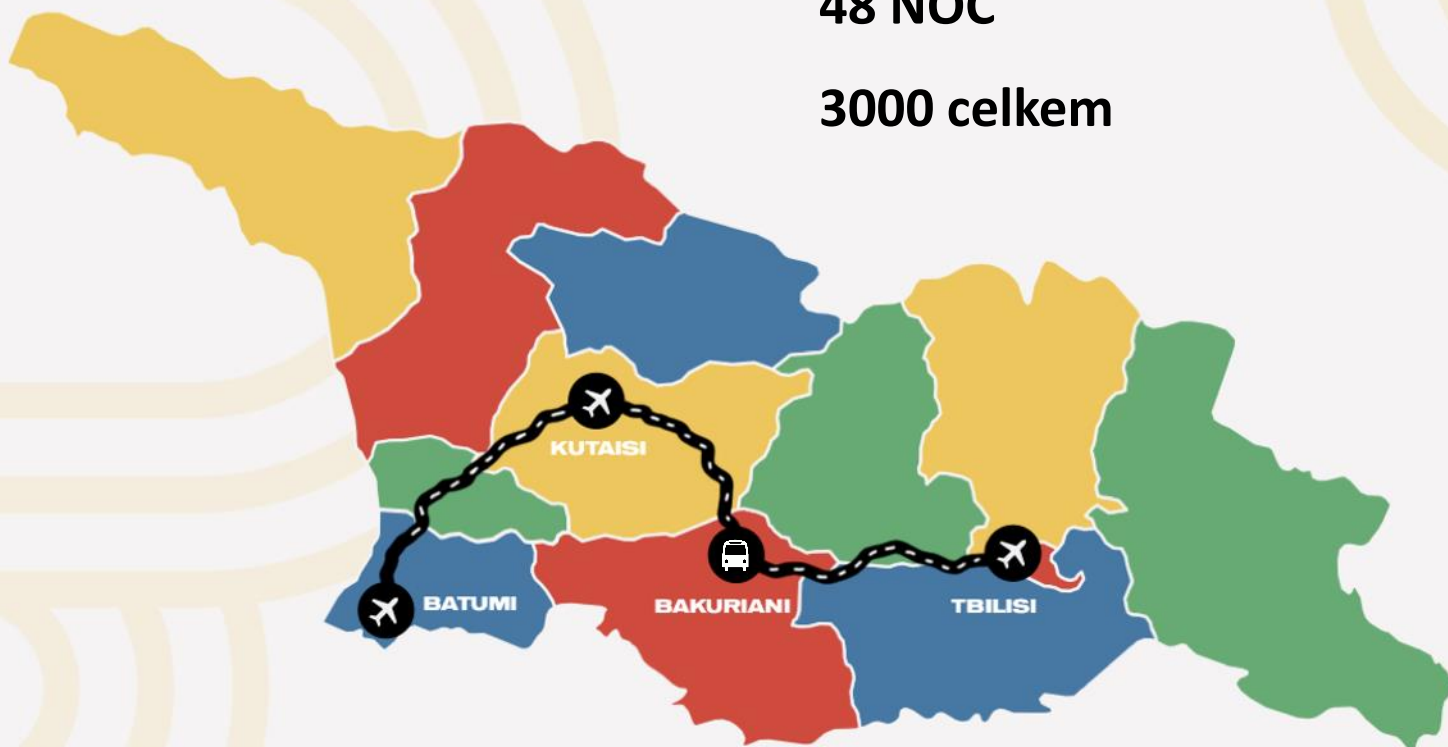 48 NOC
3000 celkem
KUTAISI
BATUMI
BAKURIANI
TBILISI